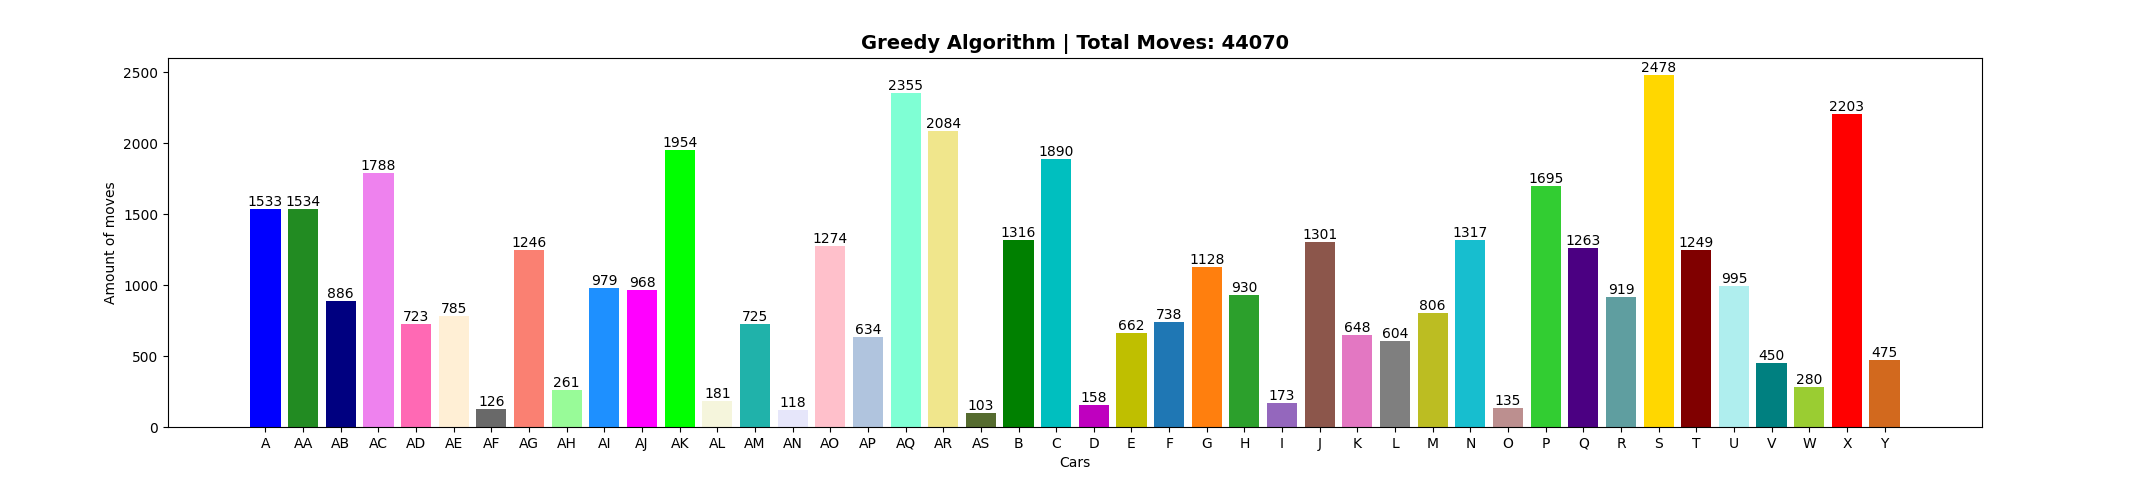 Greedy Algorithm | Total Moves: 44070
Amount of moves
2500
2000
1500
1000
500
0
1533 1534 886 1788 723 785 126 1246 261 979 968 1954 181 725 118 1274 634 2355 2084 103 1316 1890 158 662 738 1128 930 173 1301 648 604 806 1317 135 1695 1263 919 2478 1249 995 450 280 2203 475
A AA AB AC AD AE AF AG AH AI AJ AK AL AM AN AO AP AQ AR AS B C D E F G H I J K L M N O P Q R S T U V W X Y
Cars